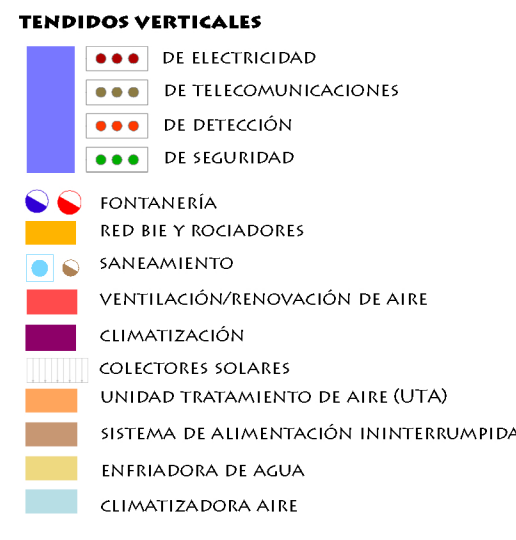 TENDIDOS VERTICALES
DE ELECTRICIDAD
DE TELECOMUNICACIONES
DE DETECCIÓN
DE SEGURIDAD
FONTANERÍA
RED BIE Y ROCIADORES
SANEAMIENTO
VENTILACIÓN/RENOVACIÓN DE AIRE
CLIMATIZACIÓN
COLECTORES SOLARES
UNIDAD TRATAMIENTO DE AIRE (UTA)
SISTEMA DE ALIMENTACIÓN ININTERRUMPIDA
ENFRIADORA DE AGUA
CLIMATIZADORA AIRE